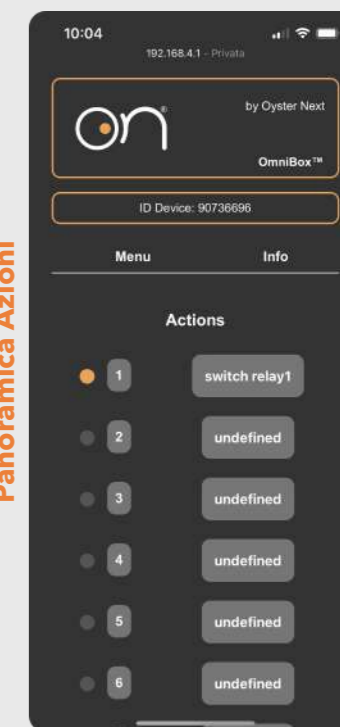 Panoramica Azioni
10:04
192.168.4.1 – Privata
on®
by Oyster Next
OmniBox™
ID Device: 90736696
Menu Info
Actions
1 switch relay1
2 undefined
3 undefined
4 undefined
5 undefined
6 undefined